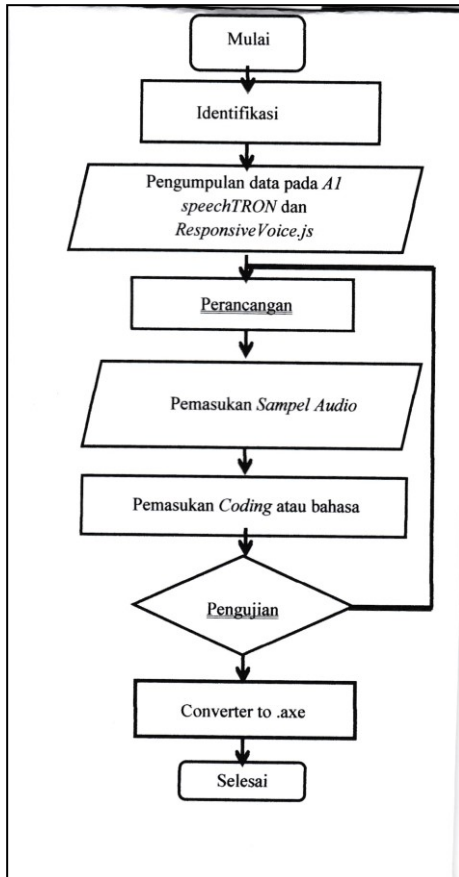 Mulai
Identifikasi
Pengumpulan data pada A1
speechTRON dan
ResponsiveVoice.js
Perancangan
Pemasukan Sampel Audio
Pemasukan Coding atau bahasa
Pengujian
Converter to .axe
Selesai